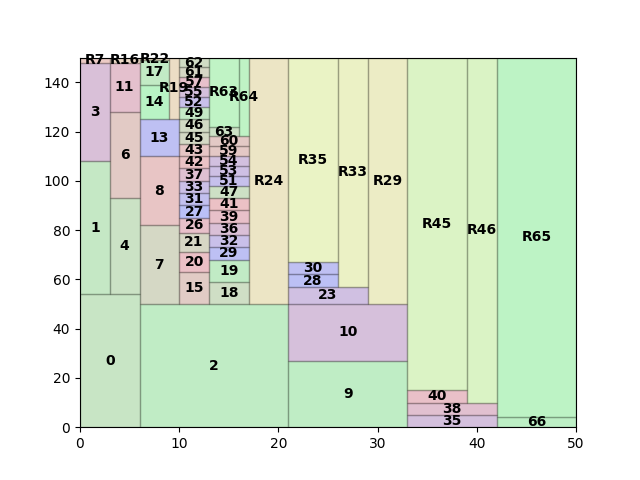 R7 R16 R22 62
17 61
140
11 57
3 R19 55 R63 R64
14 52
49
120 13 46 63
45 60
6 43 59 R35
42 54 R33
100 8 37 53 R24 R29
33 51
31 47
27 41
1 26 39 R45 R46 R65
80 4 21 36
32
7 20 29
60 15 19 30
18 28
23
40 10
0 2
20 9 40
38
0 35 66
0 10 20 30 40 50